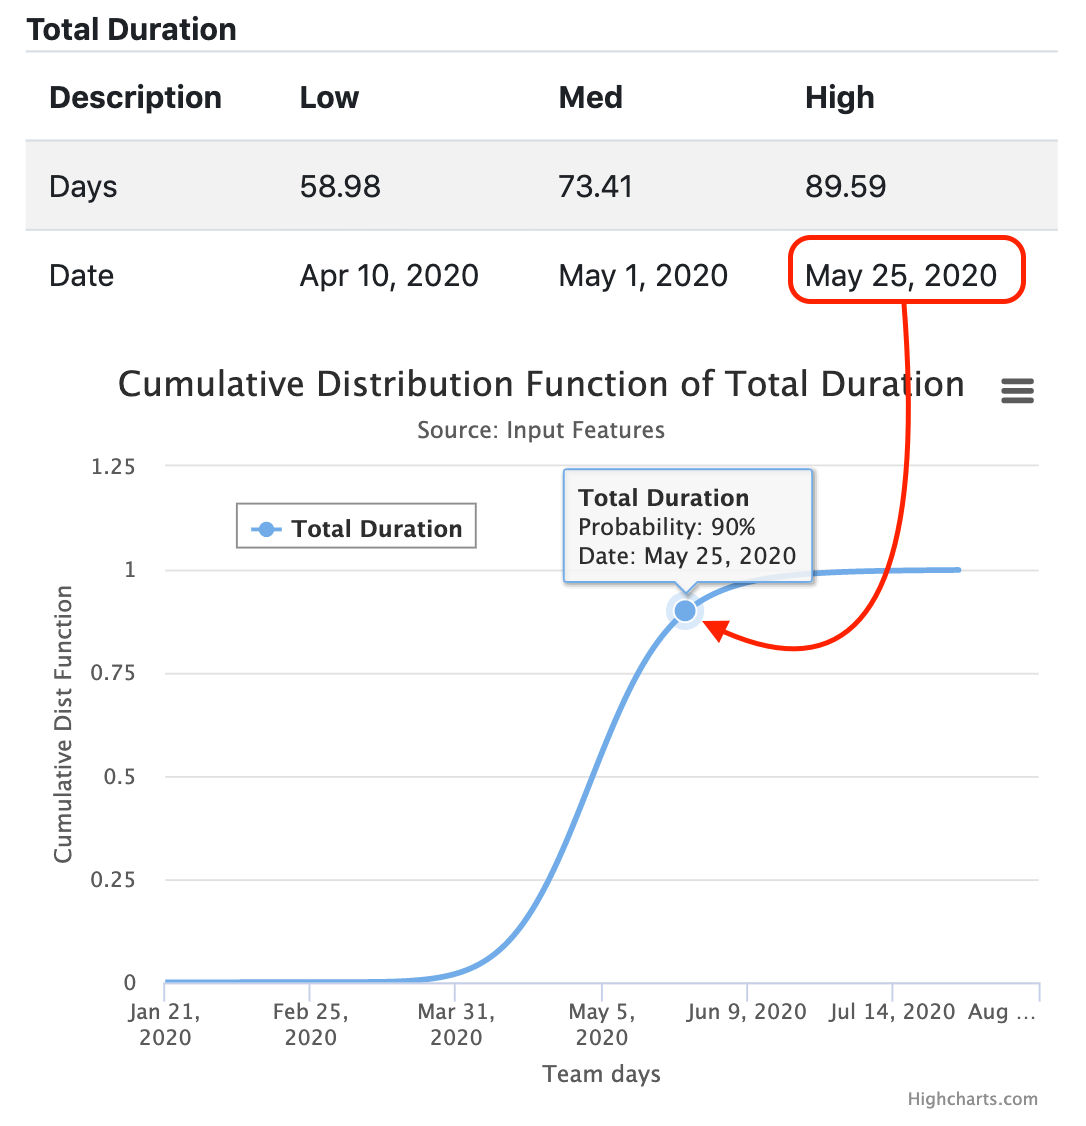 Total Duration
Description Low Med High
Days 58.98 73.41 89.59
Date Apr 10, 2020 May 1, 2020 May 25, 2020
Cumulative Distribution Function of Total Duration
Source: Input Features
1.25
Total Duration
Total Duration
Probability: 90%
Date: May 25, 2020
1
0.75
0.5
0.25
0
Cumulative Dist Function
Jan 21, 2020
Feb 25, 2020
Mar 31, 2020
May 5, 2020
Jun 9, 2020
Jul 14, 2020
Aug ...
Team days
Highcharts.com